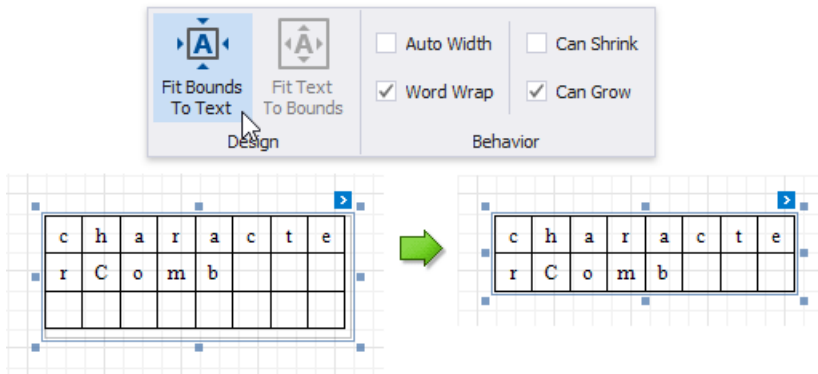 A A Auto Width Can Shrink
Fit Bounds Fit Text Word Wrap Can Grow
To Text To Bounds
Design Behavior
c h a r a c t e
r C o m b
c h a r a c t e
r C o m b